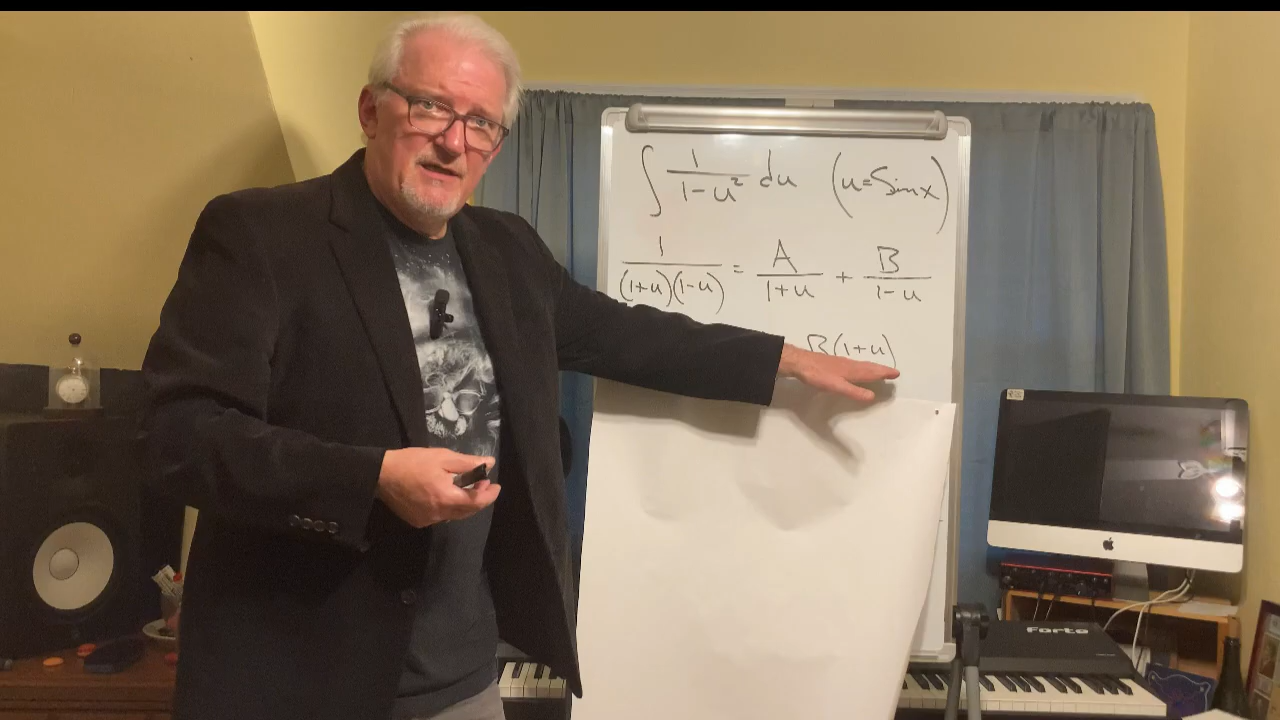 ∫ 1/(1-u²) du (u=Sinx)
1/((1+u)(1-u)) = A/(1+u) + B/(1-u)
B(1+u)
Forte